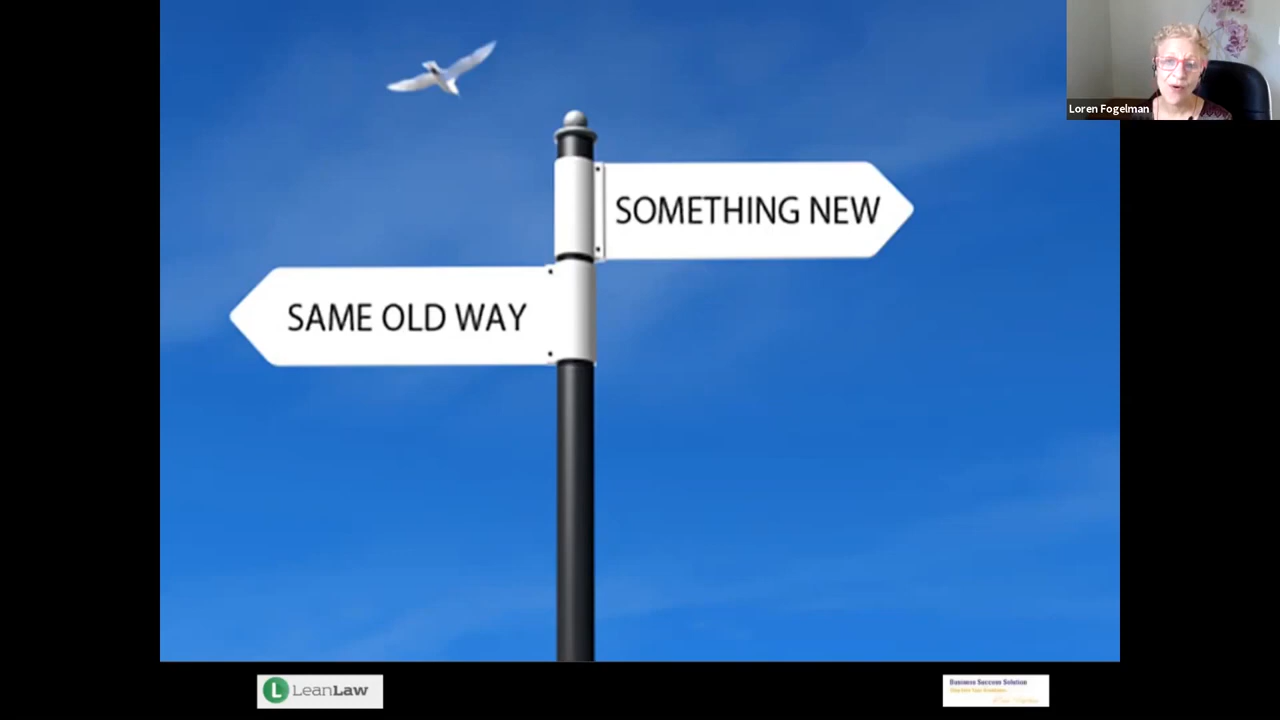 Loren Fogelman
SOMETHING NEW
SAME OLD WAY
L LeanLaw
Business Success Solution